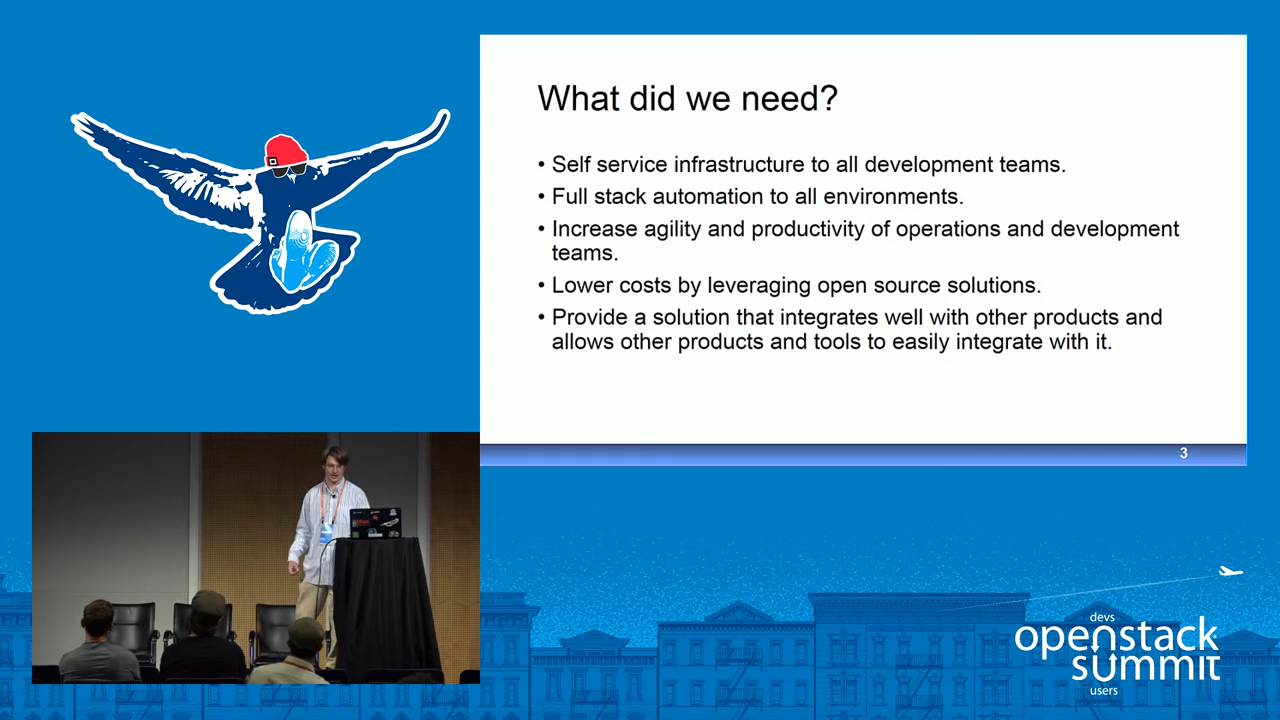 What did we need?
• Self service infrastructure to all development teams.
• Full stack automation to all environments.
• Increase agility and productivity of operations and development
teams.
• Lower costs by leveraging open source solutions.
• Provide a solution that integrates well with other products and
allows other products and tools to easily integrate with it.
3
devs
openstack
summit
users